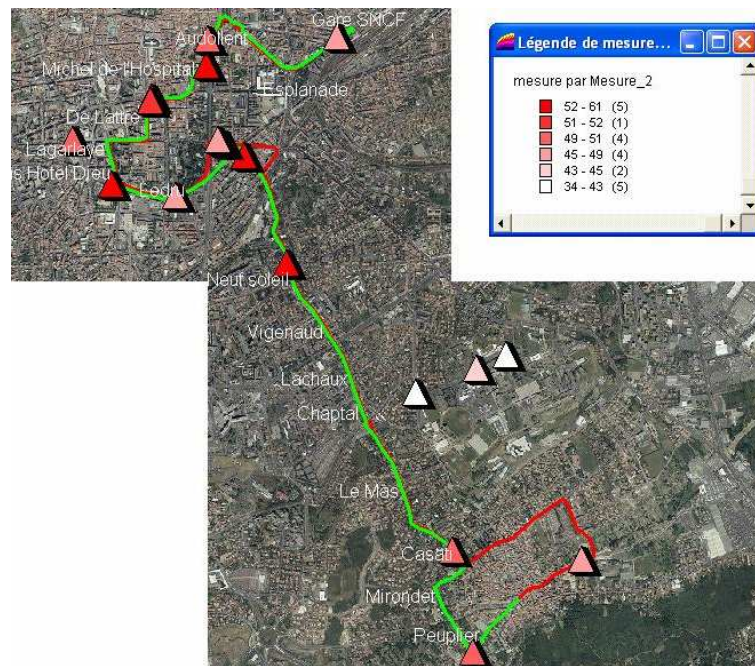 Gare SNCF
Audollent
Michel de l'Hospital
Esplanade
De Lattre
Lagarlaye
s Hotel Dieu
Ledru
Neuf soleil
Vigenaud
Lachaux
Chaptal
Le Mas
Casati
Mirondet
Peuplier
Légende de mesure...
mesure par Mesure_2
52 - 61 (5)
51 - 52 (1)
49 - 51 (4)
45 - 49 (4)
43 - 45 (2)
34 - 43 (5)